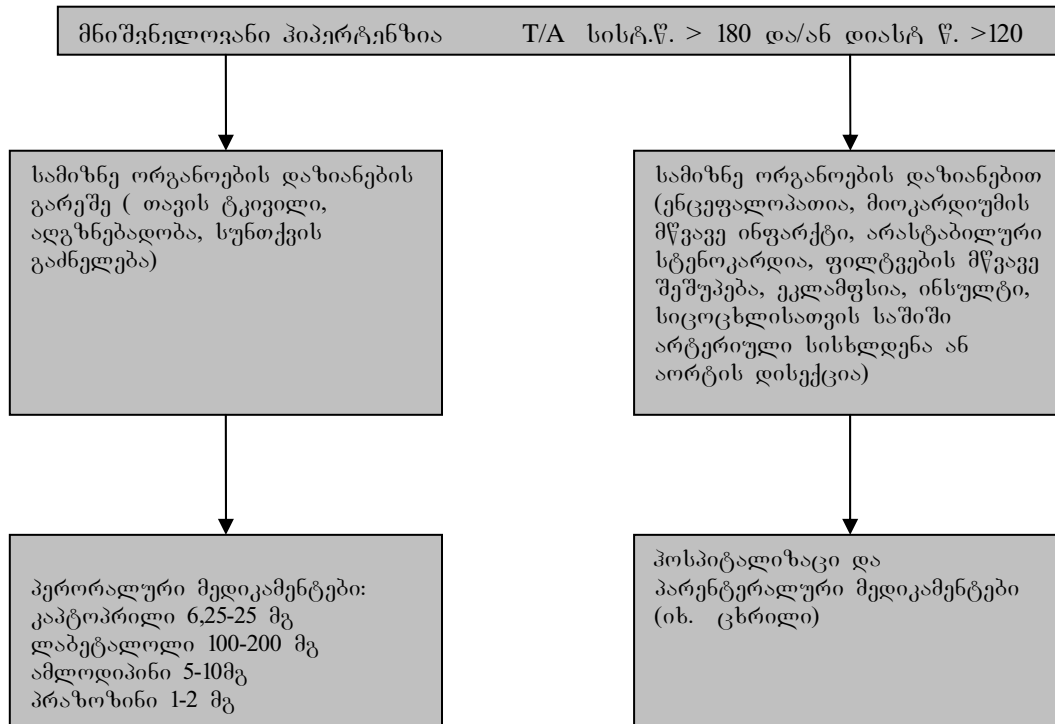 მნიშვნელოვანი ჰიპერტენზია T/A სისტ.წ. > 180 და/ან დიასტ წ. >120
სამიზნე ორგანოების დაზიანების
გარეშე ( თავის ტკივილი,
აღგზნებადობა, სუნთქვის
გაძნელება)
სამიზნე ორგანოების დაზიანებით
(ენცეფალოპათია, მიოკარდიუმის
მწვავე ინფარქტი, არასტაბილური
სტენოკარდია, ფილტვების მწვავე
შეშუპება, ეკლამფსია, ინსულტი,
სიცოცხლისათვის საშიში
არტერიული სისხლდენა ან
აორტის დისექცია)
პერორალური მედიკამენტები:
კაპტოპრილი 6,25-25 მგ
ლაბეტალოლი 100-200 მგ
ამლოდიპინი 5-10მგ
პრაზოზინი 1-2 მგ
ჰოსპიტალიზაცი და
პარენტერალური მედიკამენტები
(იხ. ცხრილი)